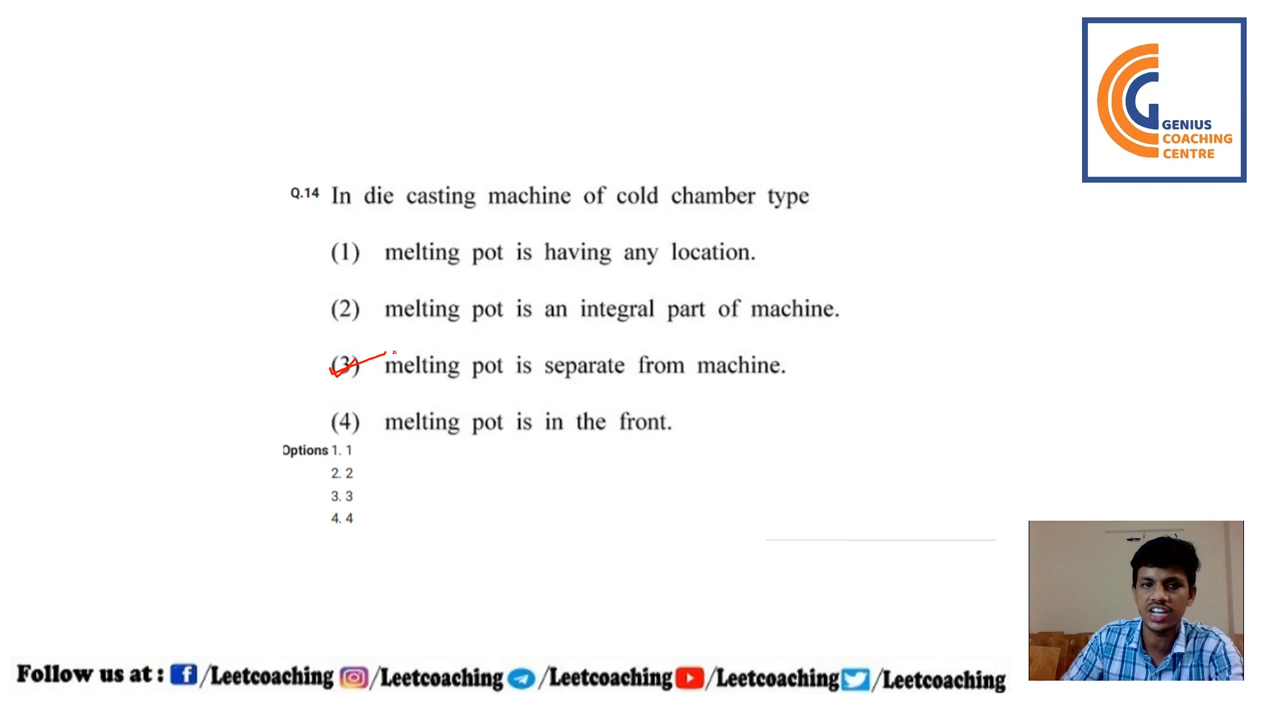 GENIUS
COACHING
CENTRE
Q.14 In die casting machine of cold chamber type
(1) melting pot is having any location.
(2) melting pot is an integral part of machine.
(3) melting pot is separate from machine.
(4) melting pot is in the front.
Options 1. 1
2. 2
3. 3
4. 4
Follow us at : /Leetcoaching /Leetcoaching /Leetcoaching /Leetcoaching /Leetcoaching